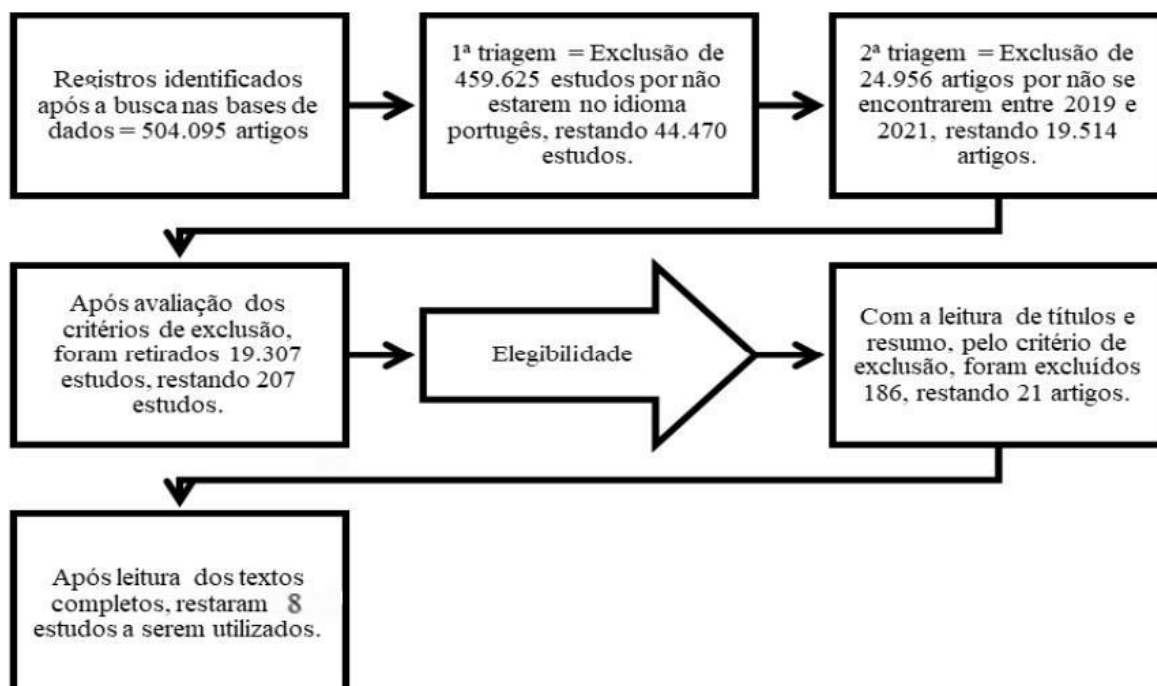 Registros identificados
após a busca nas bases de
dados = 504.095 artigos
1ª triagem = Exclusão de
459.625 estudos por não
estarem no idioma
portugês, restando 44.470
estudos.
2ª triagem = Exclusão de
24.956 artigos por não se
encontrarem entre 2019 e
2021, restando 19.514
artigos.
Após avaliação dos
critérios de exclusão,
foram retirados 19.307
estudos, restando 207
estudos.
Elegibilidade
Com a leitura de títulos e
resumo, pelo critério de
exclusão, foram excluídos
186, restando 21 artigos.
Após leitura dos textos
completos, restaram 8
estudos a serem utilizados.